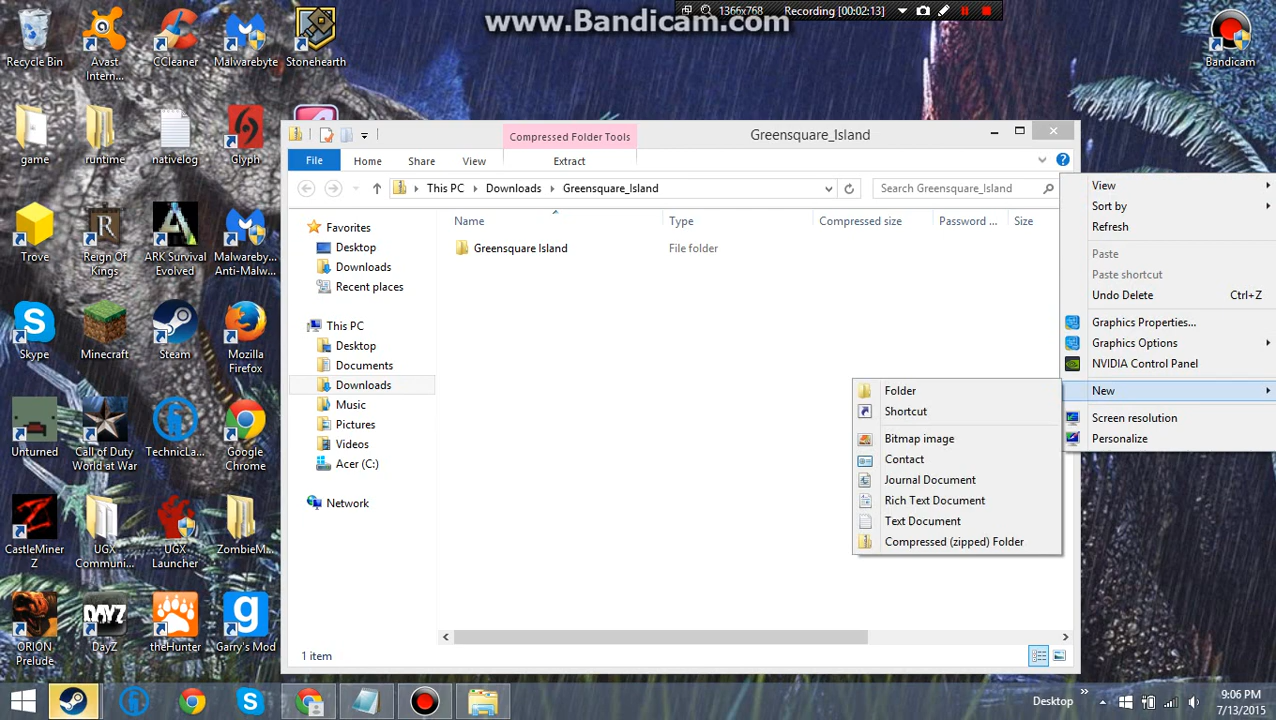 www.Bandicam.com
1366x768
Recording [00:02:13]
Recycle Bin
Avast
Intern...
CCleaner
Malwarebyte
Stonehearth
Bandicam
game
runtime
nativelog
Glyph
Trove
Reign Of
Kings
ARK Survival
Evolved
Malwareby...
Anti-Malw...
Skype
Minecraft
Steam
Mozilla
Firefox
Unturned
Call of Duty
World at War
TechnicLa...
Google
Chrome
CastleMiner
Z
UGX
Communi...
UGX
Launcher
ZombieM...
ORION
Prelude
DayZ
theHunter
Garry's Mod
Compressed Folder Tools
Greensquare_Island
File
Home
Share
View
Extract
This PC
Downloads
Greensquare_Island
Search Greensquare_Island
Name
Type
Compressed size
Password ...
Size
Greensquare Island
File folder
Favorites
Desktop
Downloads
Recent places
This PC
Desktop
Documents
Downloads
Music
Pictures
Videos
Acer (C:)
Network
1 item
View
Sort by
Refresh
Paste
Paste shortcut
Undo Delete Ctrl+Z
Graphics Properties...
Graphics Options
NVIDIA Control Panel
New
Screen resolution
Personalize
Folder
Shortcut
Bitmap image
Contact
Journal Document
Rich Text Document
Text Document
Compressed (zipped) Folder
Desktop
9:06 PM
7/13/2015